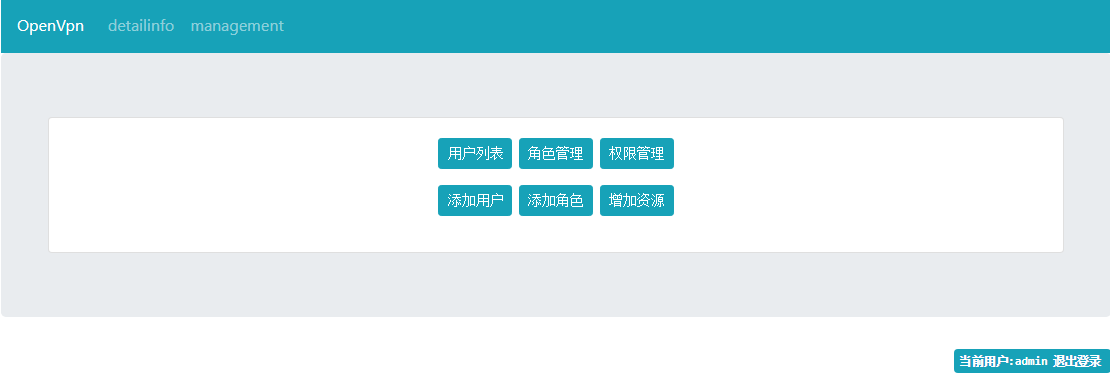 OpenVpn detailinfo management
用户列表 角色管理 权限管理
添加用户 添加角色 增加资源
当前用户:admin 退出登录